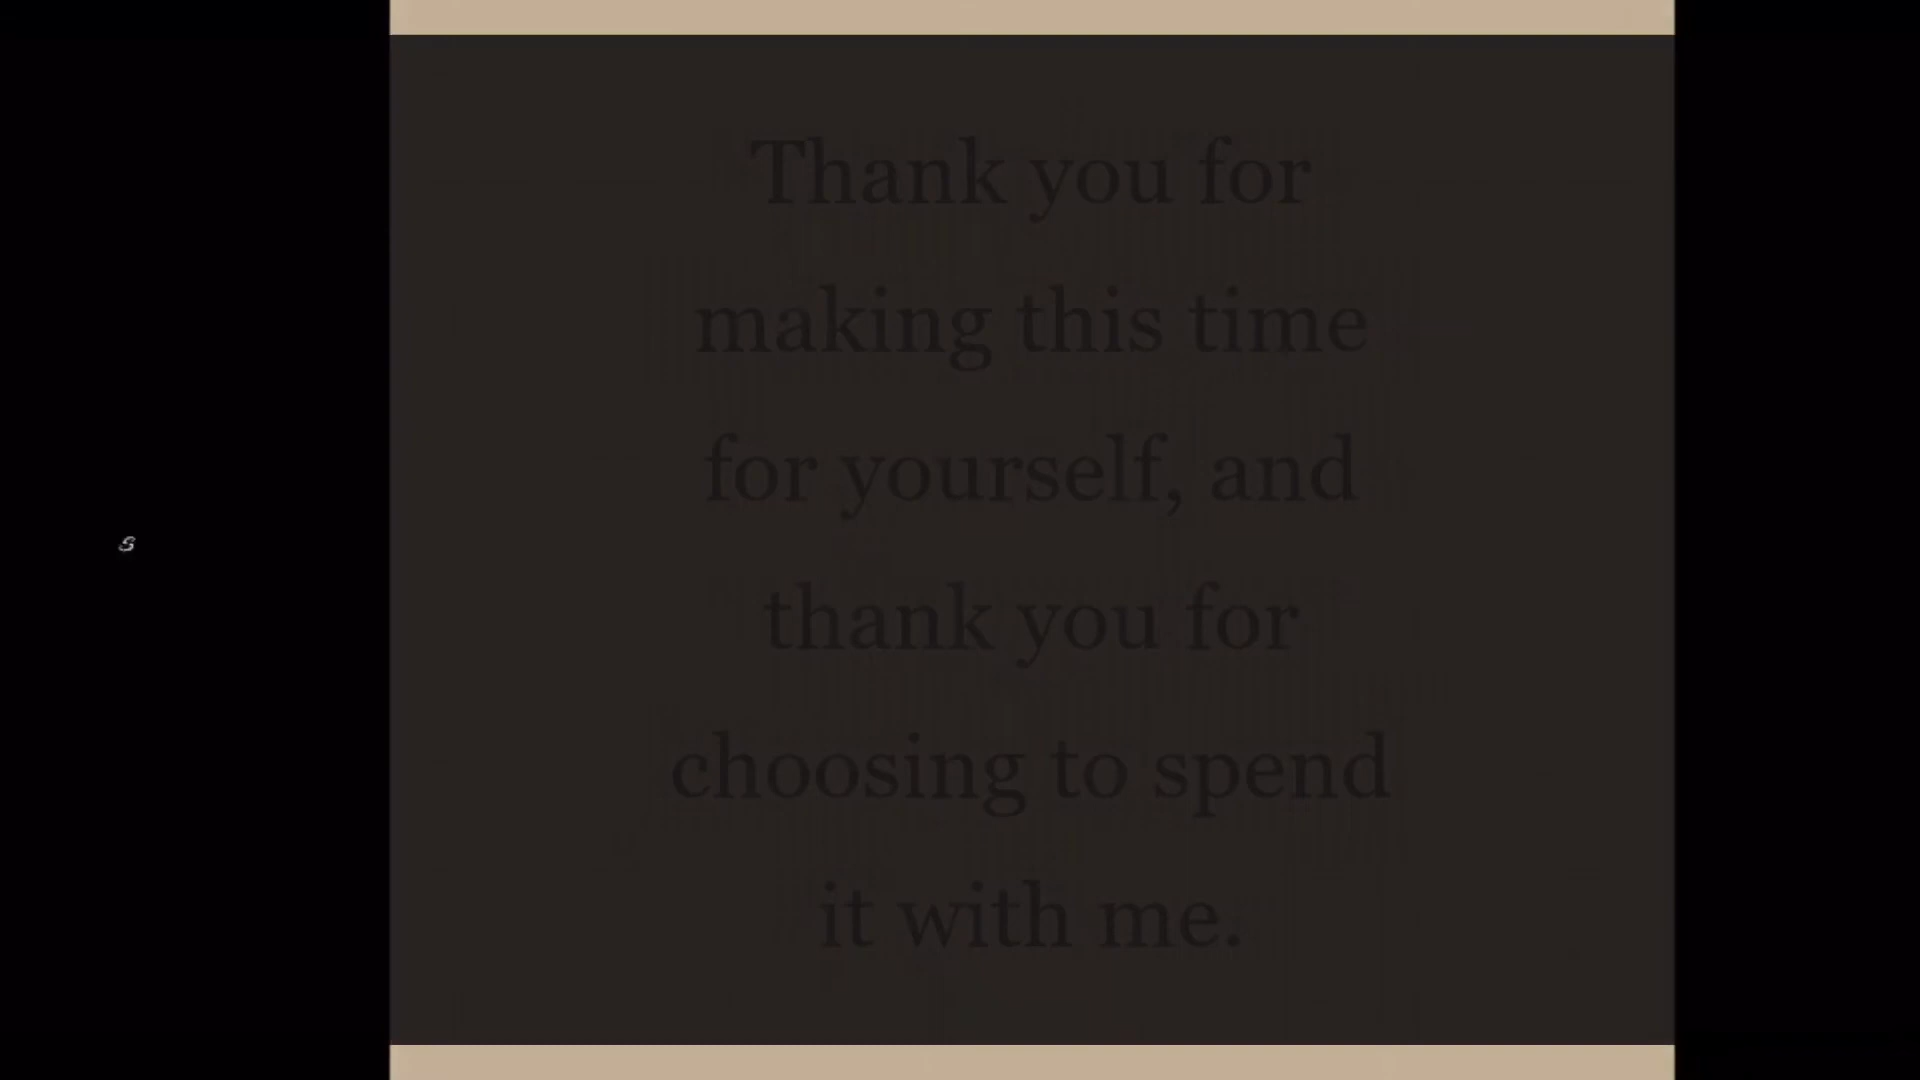 Thank you for
making this time
for yourself, and
thank you for
choosing to spend
it with me.
s